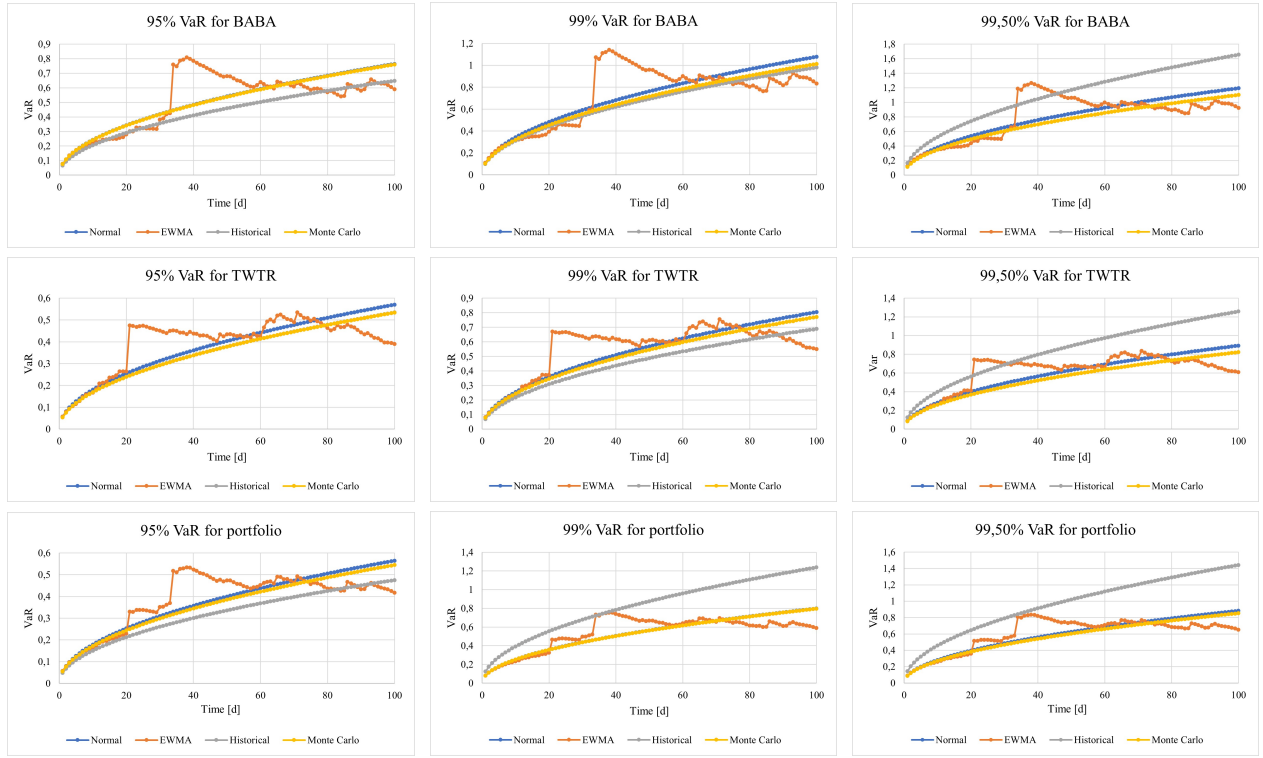 95% VaR for BABA
0,9
0,8
0,7
0,6
0,5
0,4
0,3
0,2
0,1
0
VaR
0 20 40 60 80 100
Time [d]
Normal EWMA Historical Monte Carlo
99% VaR for BABA
1,2
1
0,8
0,6
0,4
0,2
0
VaR
0 20 40 60 80 100
Time [d]
Normal EWMA Historical Monte Carlo
99,50% VaR for BABA
1,8
1,6
1,4
1,2
1
0,8
0,6
0,4
0,2
0
VaR
0 20 40 60 80 100
Time [d]
Normal EWMA Historical Monte Carlo
95% VaR for TWTR
0,6
0,5
0,4
0,3
0,2
0,1
0
VaR
0 20 40 60 80 100
Time [d]
Normal EWMA Historical Monte Carlo
99% VaR for TWTR
0,9
0,8
0,7
0,6
0,5
0,4
0,3
0,2
0,1
0
VaR
0 20 40 60 80 100
Time [d]
Normal EWMA Historical Monte Carlo
99,50% VaR for TWTR
1,4
1,2
1
0,8
0,6
0,4
0,2
0
Var
0 20 40 60 80 100
Time [d]
Normal EWMA Historical Monte Carlo
95% VaR for portfolio
0,6
0,5
0,4
0,3
0,2
0,1
0
VaR
0 20 40 60 80 100
Time [d]
Normal EWMA Historical Monte Carlo
99% VaR for portfolio
1,4
1,2
1
0,8
0,6
0,4
0,2
0
VaR
0 20 40 60 80 100
Time [d]
Normal EWMA Historical Monte Carlo
99,50% VaR for portfolio
1,6
1,4
1,2
1
0,8
0,6
0,4
0,2
0
VaR
0 20 40 60 80 100
Time [d]
Normal EWMA Historical Monte Carlo